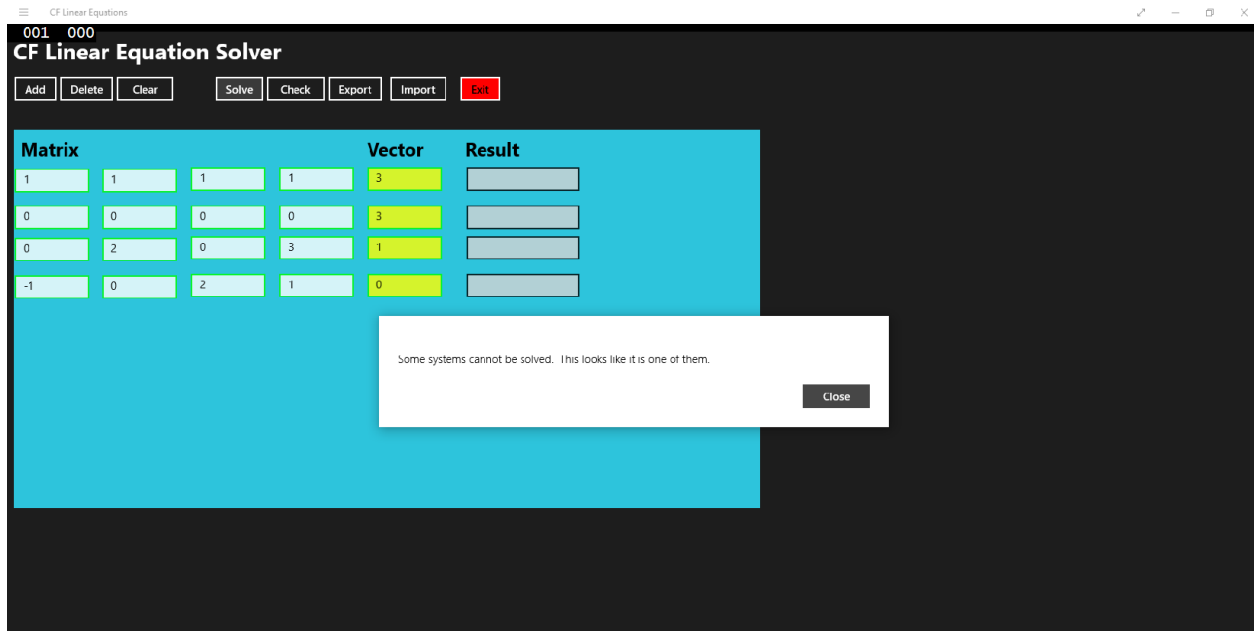 CF Linear Equations
001 000
CF Linear Equation Solver
Add Delete Clear Solve Check Export Import Exit
Matrix Vector Result
1 1 1 1 3
0 0 0 0 3
0 2 0 3 1
-1 0 2 1 0
Some systems cannot be solved. This looks like it is one of them.
Close